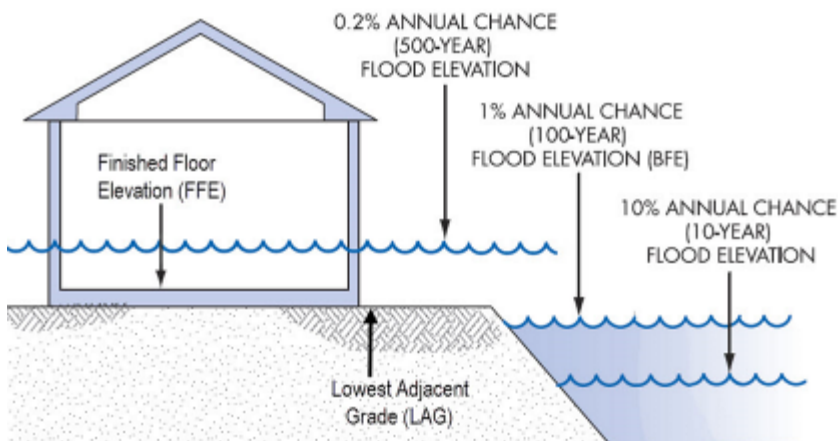 0.2% ANNUAL CHANCE
(500-YEAR)
FLOOD ELEVATION
1% ANNUAL CHANCE
(100-YEAR)
FLOOD ELEVATION (BFE)
Finished Floor
Elevation (FFE)
10% ANNUAL CHANCE
(10-YEAR)
FLOOD ELEVATION
Lowest Adjacent
Grade (LAG)